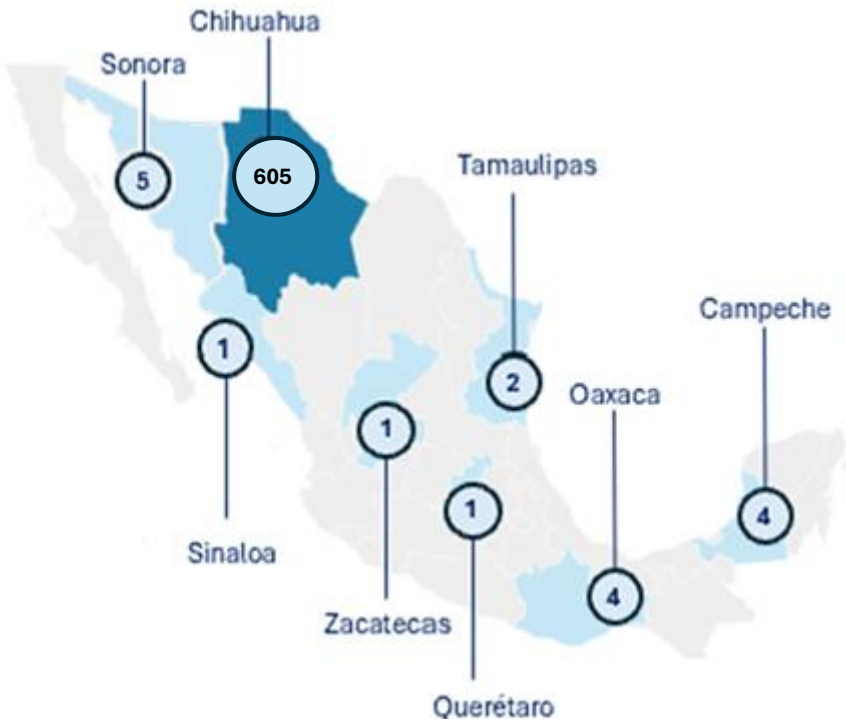 Chihuahua
Sonora
605
5
Tamaulipas
Campeche
1
2
Oaxaca
1
1
4
Sinaloa
4
Zacatecas
Querétaro